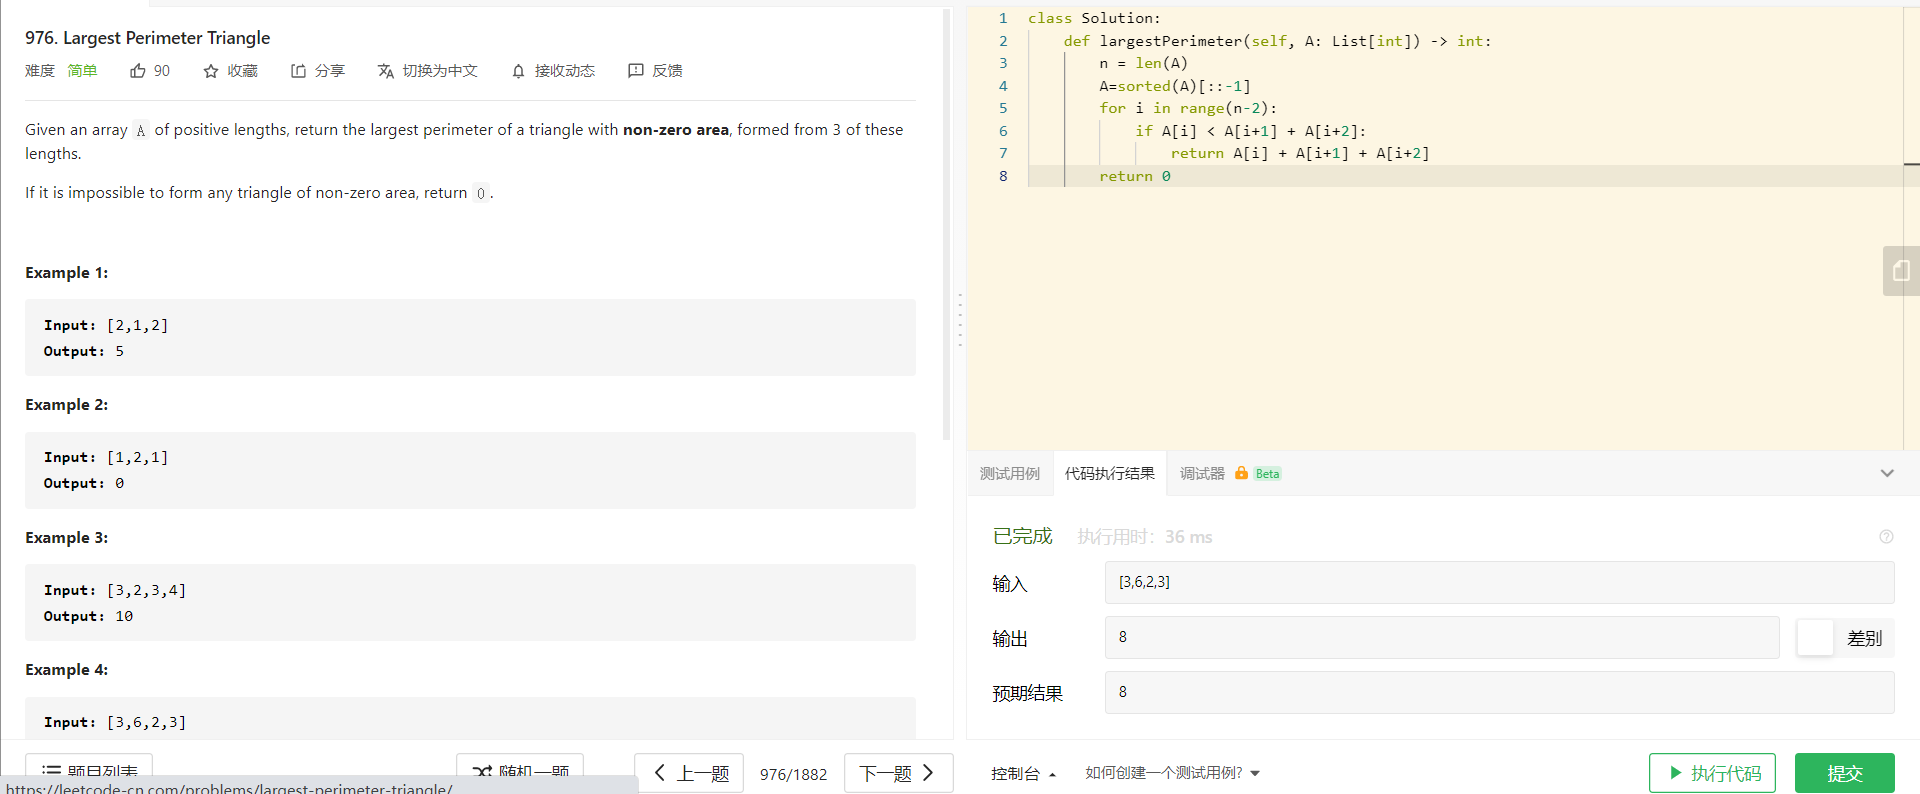 976. Largest Perimeter Triangle
难度 简单 90 收藏 分享 切换为中文 接收动态 反馈
Given an array A of positive lengths, return the largest perimeter of a triangle with non-zero area, formed from 3 of these
lengths.
If it is impossible to form any triangle of non-zero area, return 0.
Example 1:
Input: [2,1,2]
Output: 5
Example 2:
Input: [1,2,1]
Output: 0
Example 3:
Input: [3,2,3,4]
Output: 10
Example 4:
Input: [3,6,2,3]
题目列表 随机一题 上一题 976/1882 下一题
https://leetcode-cn.com/problems/largest-perimeter-triangle/
1 class Solution:
2     def largestPerimeter(self, A: List[int]) -> int:
3         n = len(A)
4         A=sorted(A)[::-1]
5         for i in range(n-2):
6             if A[i] < A[i+1] + A[i+2]:
7                 return A[i] + A[i+1] + A[i+2]
8         return 0
测试用例 代码执行结果 调试器 Beta
已完成 执行用时: 36 ms
输入 [3,6,2,3]
输出 8 差别
预期结果 8
控制台 如何创建一个测试用例? 执行代码 提交